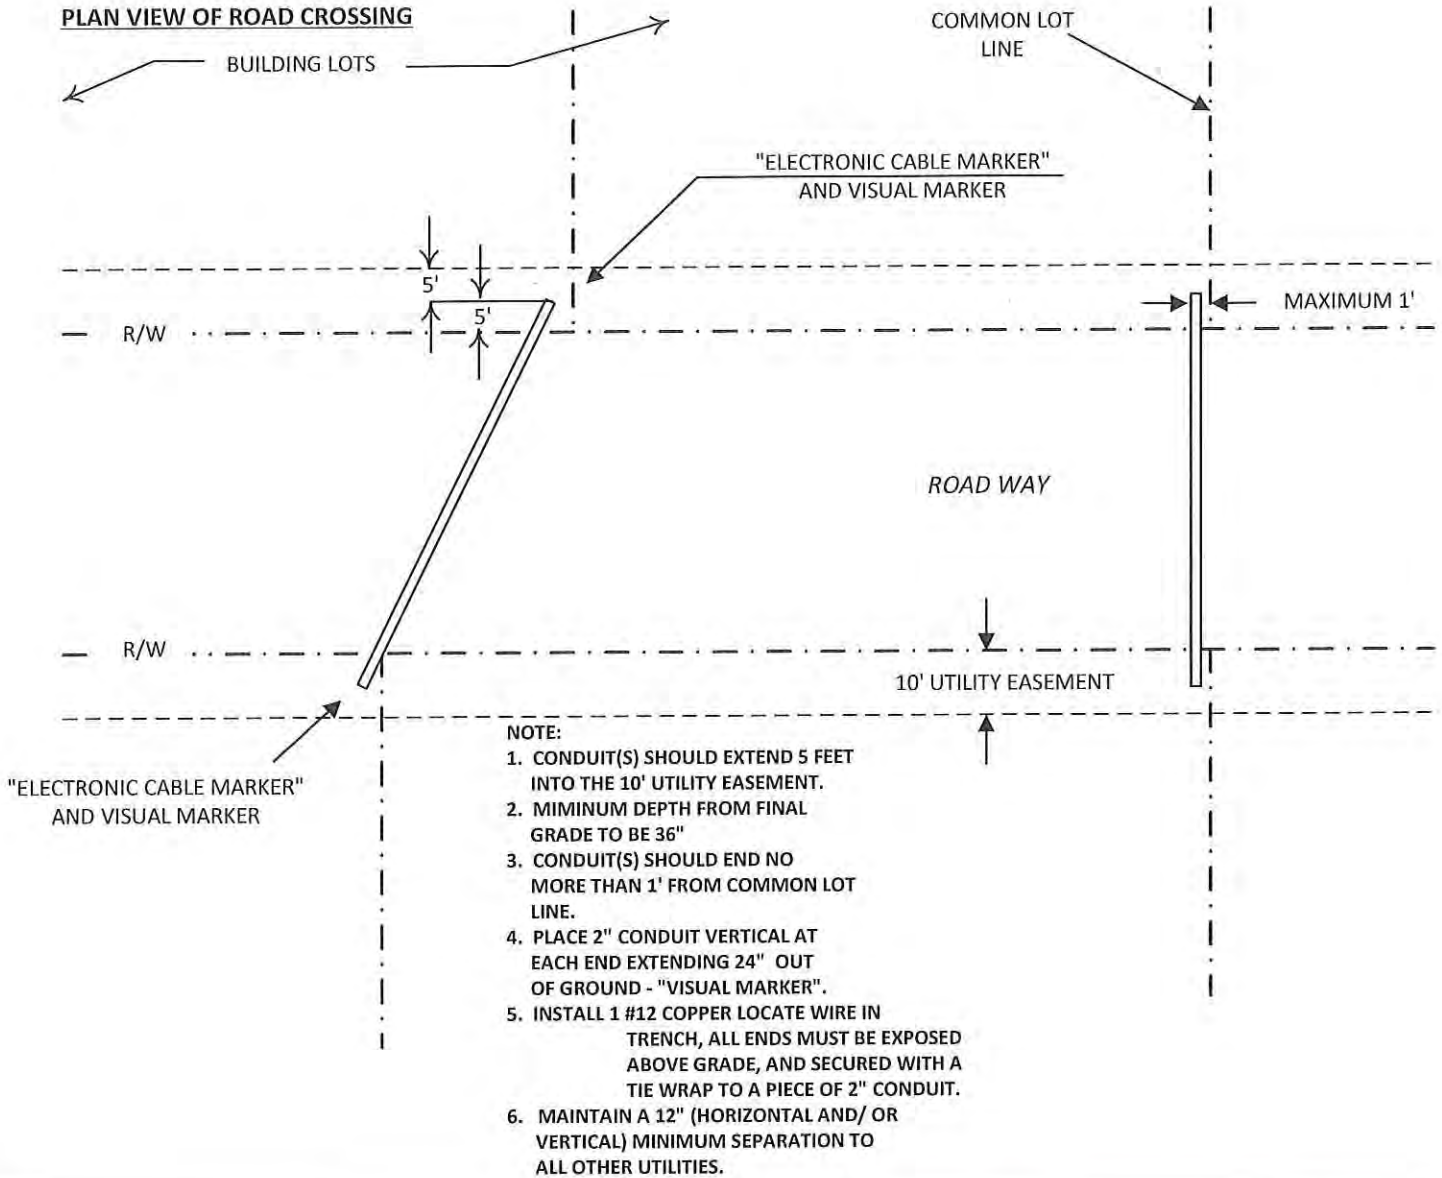 PLAN VIEW OF ROAD CROSSING
BUILDING LOTS
COMMON LOT
LINE
"ELECTRONIC CABLE MARKER"
AND VISUAL MARKER
5'
5'
MAXIMUM 1'
R/W
ROAD WAY
R/W
10' UTILITY EASEMENT
"ELECTRONIC CABLE MARKER"
AND VISUAL MARKER
NOTE:
1. CONDUIT(S) SHOULD EXTEND 5 FEET
INTO THE 10' UTILITY EASEMENT.
2. MIMINUM DEPTH FROM FINAL
GRADE TO BE 36"
3. CONDUIT(S) SHOULD END NO
MORE THAN 1' FROM COMMON LOT
LINE.
4. PLACE 2" CONDUIT VERTICAL AT
EACH END EXTENDING 24" OUT
OF GROUND - "VISUAL MARKER".
5. INSTALL 1 #12 COPPER LOCATE WIRE IN
TRENCH, ALL ENDS MUST BE EXPOSED
ABOVE GRADE, AND SECURED WITH A
TIE WRAP TO A PIECE OF 2" CONDUIT.
6. MAINTAIN A 12" (HORIZONTAL AND/ OR
VERTICAL) MINIMUM SEPARATION TO
ALL OTHER UTILITIES.